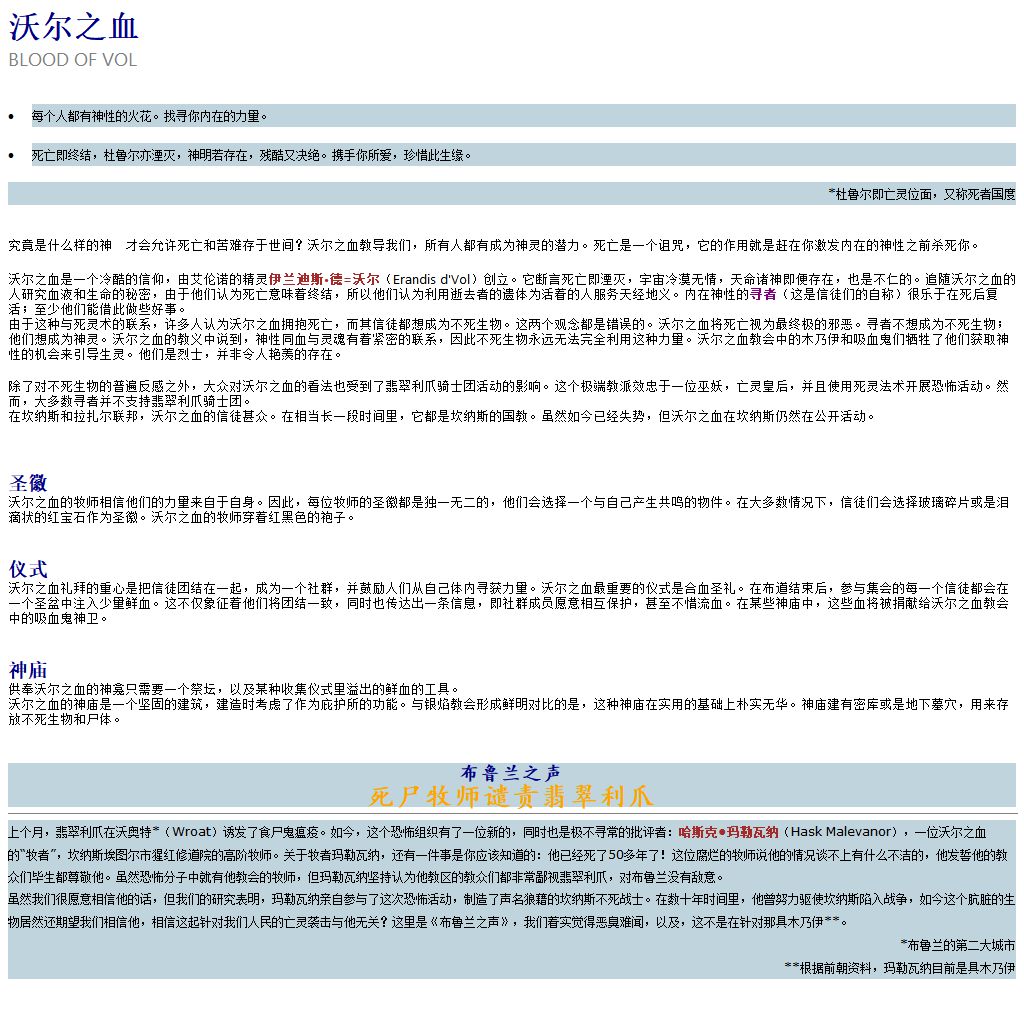 沃尔之血
BLOOD OF VOL
• 每个人都有神性的火花。找寻你内在的力量。
• 死亡即终结，杜鲁尔亦湮灭，神明若存在，残酷又决绝。携手你所爱，珍惜此生缘。
*杜鲁尔即亡灵位面，又称死者国度
究竟是什么样的神　才会允许死亡和苦难存于世间？沃尔之血教导我们，所有人都有成为神灵的潜力。死亡是一个诅咒，它的作用就是赶在你激发内在的神性之前杀死你。
沃尔之血是一个冷酷的信仰，由艾伦诺的精灵伊兰迪斯·德=沃尔（Erandis d'Vol）创立。它断言死亡即湮灭，宇宙冷漠无情，天命诸神即便存在，也是不仁的。追随沃尔之血的
人研究血液和生命的秘密，由于他们认为死亡意味着终结，所以他们认为利用逝去者的遗体为活着的人服务天经地义。内在神性的寻者（这是信徒们的自称）很乐于在死后复
活；至少他们能借此做些好事。
由于这种与死灵术的联系，许多人认为沃尔之血拥抱死亡，而其信徒都想成为不死生物。这两个观念都是错误的。沃尔之血将死亡视为最终极的邪恶。寻者不想成为不死生物；
他们想成为神灵。沃尔之血的教义中说到，神性同血与灵魂有着紧密的联系，因此不死生物永远无法完全利用这种力量。沃尔之血教会中的木乃伊和吸血鬼们牺牲了他们获取神
性的机会来引导生灵。他们是烈士，并非令人艳羡的存在。
除了对不死生物的普遍反感之外，大众对沃尔之血的看法也受到了翡翠利爪骑士团活动的影响。这个极端教派效忠于一位巫妖，亡灵皇后，并且使用死灵法术开展恐怖活动。然
而，大多数寻者并不支持翡翠利爪骑士团。
在坎纳斯和拉扎尔联邦，沃尔之血的信徒甚众。在相当长一段时间里，它都是坎纳斯的国教。虽然如今已经失势，但沃尔之血在坎纳斯仍然在公开活动。
圣徽
沃尔之血的牧师相信他们的力量来自于自身。因此，每位牧师的圣徽都是独一无二的，他们会选择一个与自己产生共鸣的物件。在大多数情况下，信徒们会选择玻璃碎片或是泪
滴状的红宝石作为圣徽。沃尔之血的牧师穿着红黑色的袍子。
仪式
沃尔之血礼拜的重心是把信徒团结在一起，成为一个社群，并鼓励人们从自己体内寻获力量。沃尔之血最重要的仪式是合血圣礼。在布道结束后，参与集会的每一个信徒都会在
一个圣盆中注入少量鲜血。这不仅象征着他们将团结一致，同时也传达出一条信息，即社群成员愿意相互保护，甚至不惜流血。在某些神庙中，这些血将被捐献给沃尔之血教会
中的吸血鬼神卫。
神庙
供奉沃尔之血的神龛只需要一个祭坛，以及某种收集仪式里溢出的鲜血的工具。
沃尔之血的神庙是一个坚固的建筑，建造时考虑了作为庇护所的功能。与银焰教会形成鲜明对比的是，这种神庙在实用的基础上朴实无华。神庙建有密库或是地下墓穴，用来存
放不死生物和尸体。
布鲁兰之声
死尸牧师谴责翡翠利爪
上个月，翡翠利爪在沃奥特*（Wroat）诱发了食尸鬼瘟疫。如今，这个恐怖组织有了一位新的，同时也是极不寻常的批评者：哈斯克•玛勒瓦纳（Hask Malevanor），一位沃尔之血
的“牧者”，坎纳斯埃图尔市猩红修道院的高阶牧师。关于牧者玛勒瓦纳，还有一件事是你应该知道的：他已经死了50多年了！这位腐烂的牧师说他的情况谈不上有什么不洁的，他发誓他的教
众们毕生都尊敬他。虽然恐怖分子中就有他教会的牧师，但玛勒瓦纳坚持认为他教区的教众们都非常鄙视翡翠利爪，对布鲁兰没有敌意。
虽然我们很愿意相信他的话，但我们的研究表明，玛勒瓦纳亲自参与了这次恐怖活动，制造了声名狼藉的坎纳斯不死战士。在数十年时间里，他曾努力驱使坎纳斯陷入战争，如今这个肮脏的生
物居然还期望我们相信他，相信这起针对我们人民的亡灵袭击与他无关？这里是《布鲁兰之声》，我们着实觉得恶臭难闻，以及，这不是在针对那具木乃伊**。
*布鲁兰的第二大城市
**根据前朝资料，玛勒瓦纳目前是具木乃伊